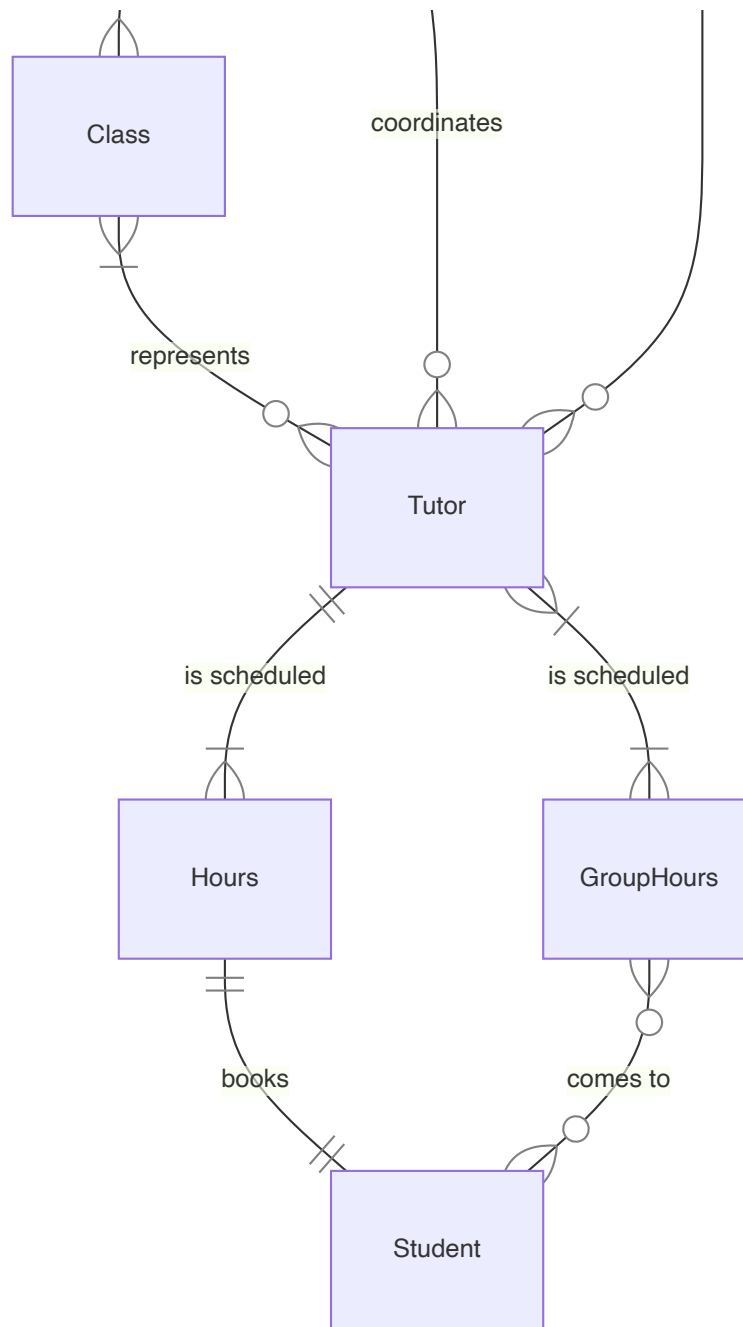 Class
coordinates
represents
Tutor
is scheduled
is scheduled
Hours
GroupHours
books
comes to
Student